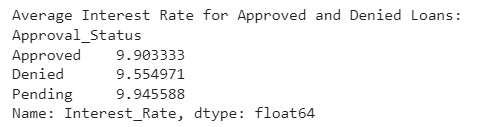 Average Interest Rate for Approved and Denied Loans:
Approval_Status
Approved    9.903333
Denied      9.554971
Pending     9.945588
Name: Interest_Rate, dtype: float64